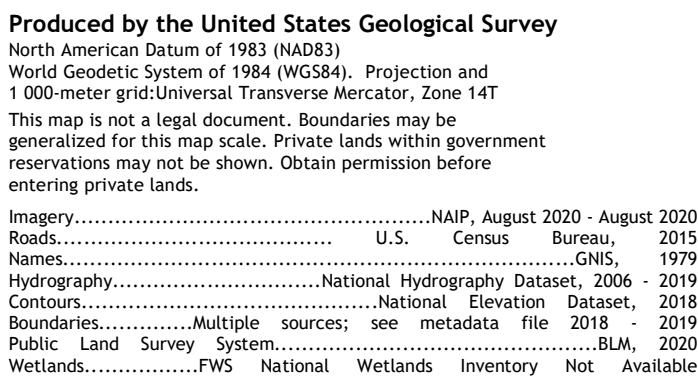 Produced by the United States Geological Survey
North American Datum of 1983 (NAD83)
World Geodetic System of 1984 (WGS84).  Projection and
1 000-meter grid:Universal Transverse Mercator, Zone 14T
This map is not a legal document. Boundaries may be
generalized for this map scale. Private lands within government
reservations may not be shown. Obtain permission before
entering private lands.
Imagery............................................NAIP, August 2020 - August 2020
Roads.................................. U.S. Census Bureau, 2015
Names...............................................................GNIS, 1979
Hydrography..........................National Hydrography Dataset, 2006 - 2019
Contours.....................................National Elevation Dataset, 2018
Boundaries..............Multiple sources; see metadata file 2018 - 2019
Public Land Survey System........................................BLM, 2020
Wetlands.................FWS National Wetlands Inventory Not Available